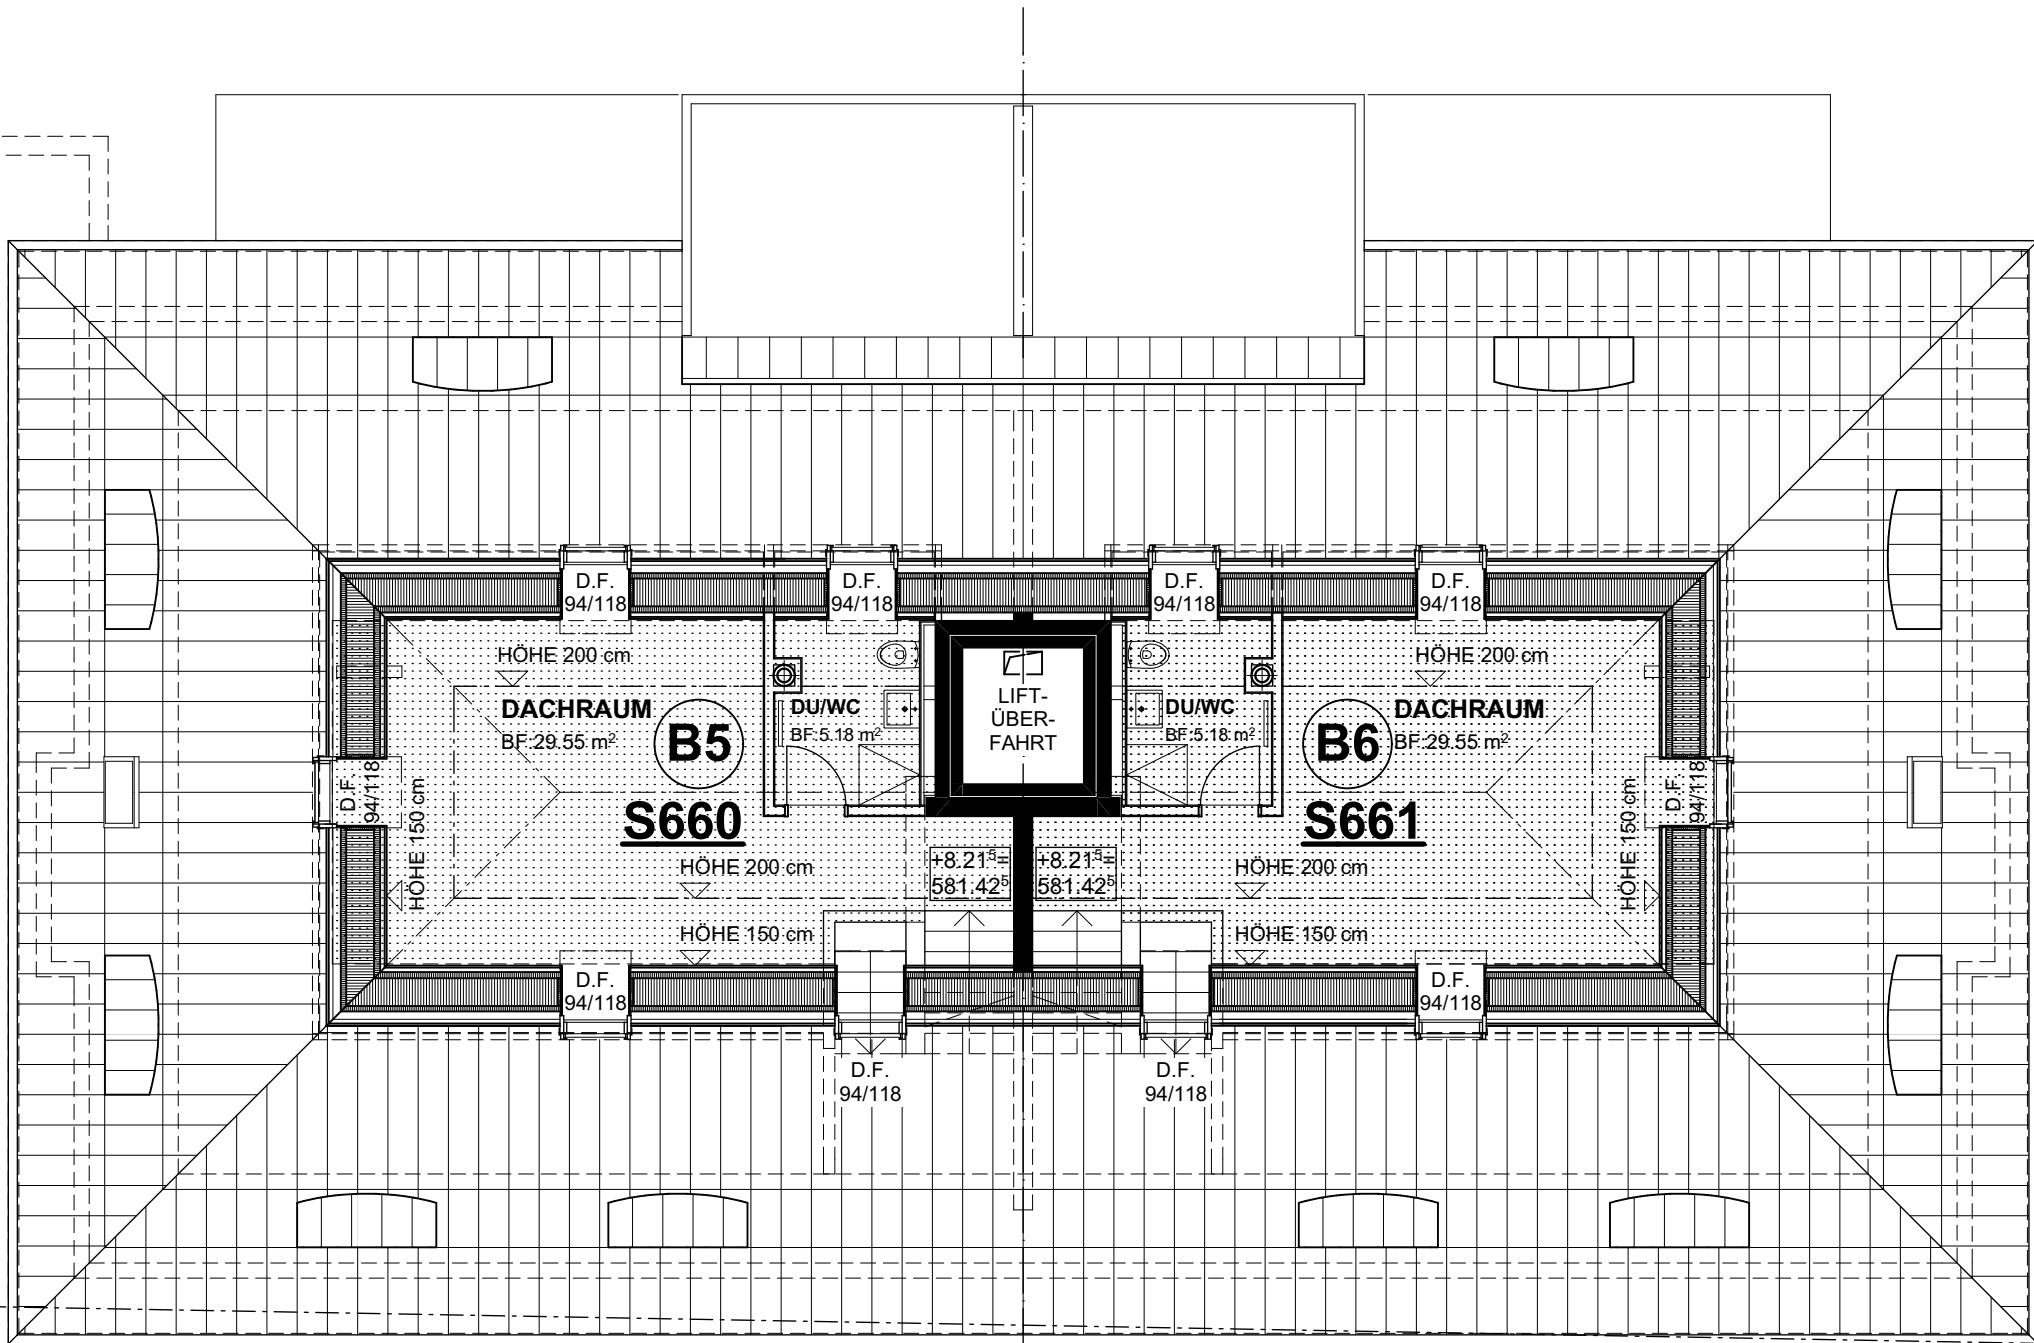 D.F.
94/118
D.F.
94/118
D.F.
94/118
D.F.
94/118
HÖHE 200 cm
HÖHE 200 cm
LIFT-
ÜBER-
FAHRT
DACHRAUM
BF:29.55 m²
B5
DU/WC
BF:5.18 m²
DU/WC
BF:5.18 m²
B6
DACHRAUM
BF:29.55 m²
D.F.
94/118
HÖHE 150 cm
S660
S661
HÖHE 150 cm
D.F.
94/118
HÖHE 200 cm
+8.21⁵=
581.42⁵
+8.21⁵=
581.42⁵
HÖHE 200 cm
HÖHE 150 cm
HÖHE 150 cm
D.F.
94/118
D.F.
94/118
D.F.
94/118
D.F.
94/118